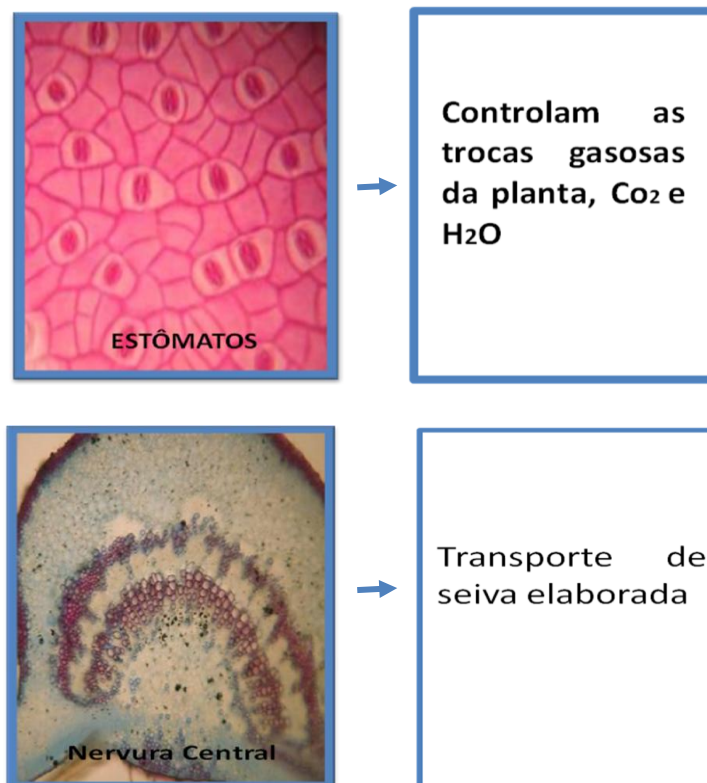 Controlam as
trocas gasosas
da planta, Co2 e
H2O
ESTÔMATOS
Transporte de
seiva elaborada
Nervura Central